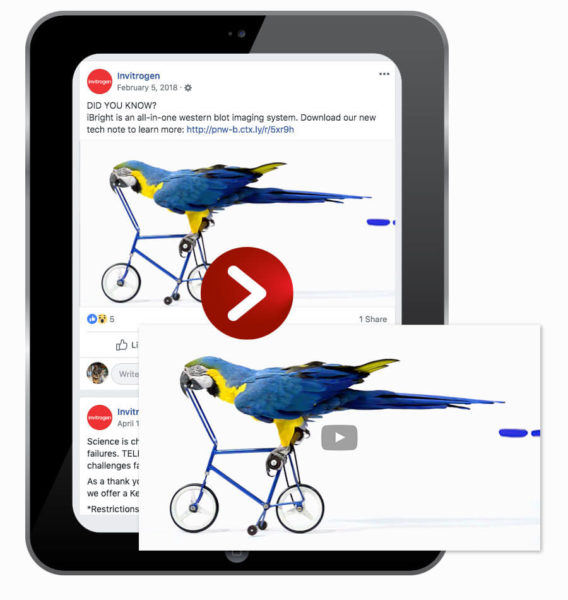 invitrogen
Invitrogen
February 5, 2018 ·
DID YOU KNOW?
iBright is an all-in-one western blot imaging system. Download our new
tech note to learn more: http://pnw-b.ctx.ly/r/5xr9h
5
1 Share
Li
Write
invitrogen
Invitr
April 1
Science is ch
failures. TELL
challenges fa
As a thank yo
we offer a Ke
*Restrictions